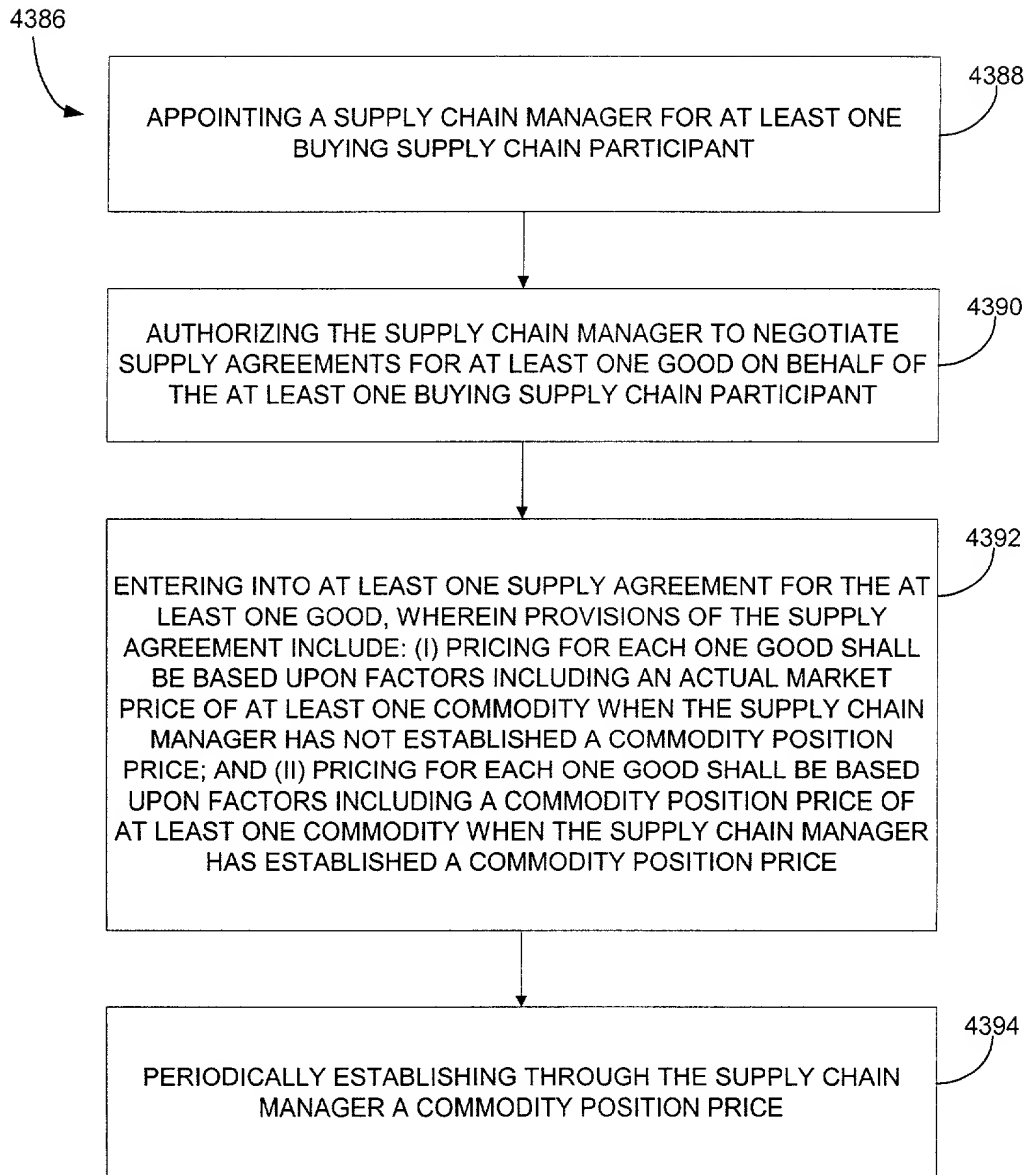 4386
4388
APPOINTING A SUPPLY CHAIN MANAGER FOR AT LEAST ONE
BUYING SUPPLY CHAIN PARTICIPANT
4390
AUTHORIZING THE SUPPLY CHAIN MANAGER TO NEGOTIATE
SUPPLY AGREEMENTS FOR AT LEAST ONE GOOD ON BEHALF OF
THE AT LEAST ONE BUYING SUPPLY CHAIN PARTICIPANT
4392
ENTERING INTO AT LEAST ONE SUPPLY AGREEMENT FOR THE AT
LEAST ONE GOOD, WHEREIN PROVISIONS OF THE SUPPLY
AGREEMENT INCLUDE: (I) PRICING FOR EACH ONE GOOD SHALL
BE BASED UPON FACTORS INCLUDING AN ACTUAL MARKET
PRICE OF AT LEAST ONE COMMODITY WHEN THE SUPPLY CHAIN
MANAGER HAS NOT ESTABLISHED A COMMODITY POSITION
PRICE; AND (II) PRICING FOR EACH ONE GOOD SHALL BE BASED
UPON FACTORS INCLUDING A COMMODITY POSITION PRICE OF
AT LEAST ONE COMMODITY WHEN THE SUPPLY CHAIN MANAGER
HAS ESTABLISHED A COMMODITY POSITION PRICE
4394
PERIODICALLY ESTABLISHING THROUGH THE SUPPLY CHAIN
MANAGER A COMMODITY POSITION PRICE